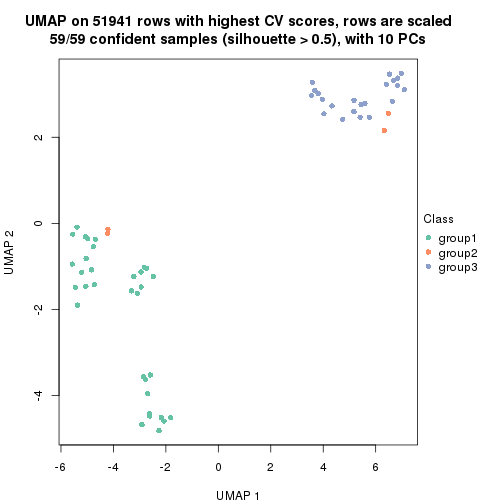 UMAP on 51941 rows with highest CV scores, rows are scaled
59/59 confident samples (silhouette > 0.5), with 10 PCs
2
0
-2
-4
UMAP 2
-6
-4
-2
0
2
4
6
UMAP 1
Class
group1
group2
group3